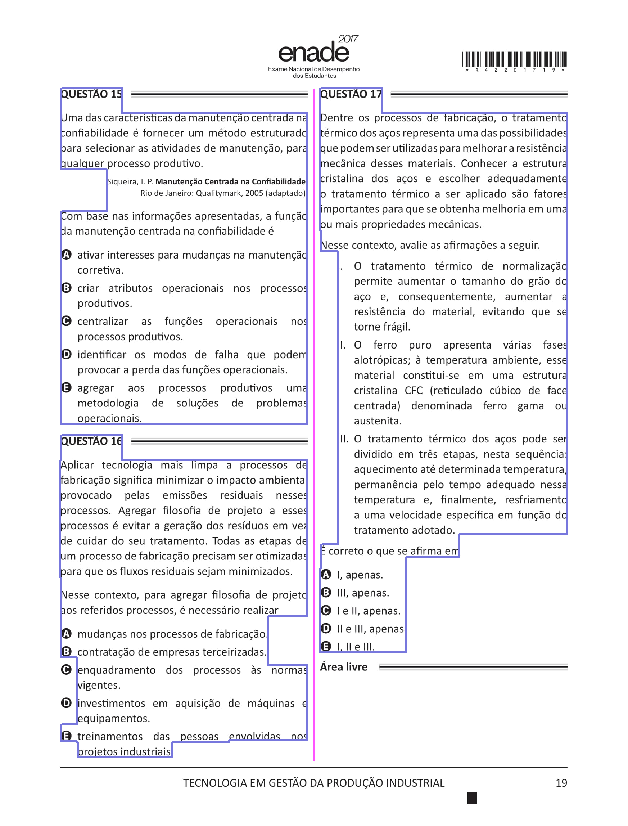 enade 2017
Exame Nacional de Desempenho
dos Estudantes
*R4220171719*
QUESTÃO 15
Uma das características da manutenção centrada na
confiabilidade é fornecer um método estruturado
para selecionar as atividades de manutenção, para
qualquer processo produtivo.
Siqueira, I. P. Manutenção Centrada na Confiabilidade
Rio de Janeiro: Qualitymark, 2005 (adaptado)
Com base nas informações apresentadas, a função
da manutenção centrada na confiabilidade é
A ativar interesses para mudanças na manutenção
corretiva.
B criar atributos operacionais nos processos
produtivos.
C centralizar as funções operacionais nos
processos produtivos.
D identificar os modos de falha que podem
provocar a perda das funções operacionais.
E agregar aos processos produtivos uma
metodologia de soluções de problemas
operacionais.
QUESTÃO 16
Aplicar tecnologia mais limpa a processos de
fabricação significa minimizar o impacto ambienta
provocado pelas emissões residuais nesses
processos. Agregar filosofia de projeto a esses
processos é evitar a geração dos resíduos em vez
de cuidar do seu tratamento. Todas as etapas de
um processo de fabricação precisam ser otimizadas
para que os fluxos residuais sejam minimizados.
Nesse contexto, para agregar filosofia de projeto
aos referidos processos, é necessário realizar
A mudanças nos processos de fabricação.
B contratação de empresas terceirizadas.
C enquadramento dos processos às normas
vigentes.
D investimentos em aquisição de máquinas e
equipamentos.
E treinamentos das pessoas envolvidas nos
projetos industriais
QUESTÃO 17
Dentre os processos de fabricação, o tratamento
térmico dos aços representa uma das possibilidades
que podem ser utilizadas para melhorar a resistência
mecânica desses materiais. Conhecer a estrutura
cristalina dos aços e escolher adequadamente
o tratamento térmico a ser aplicado são fatores
importantes para que se obtenha melhoria em uma
ou mais propriedades mecânicas.
Nesse contexto, avalie as afirmações a seguir.
. O tratamento térmico de normalização
permite aumentar o tamanho do grão do
aço e, consequentemente, aumentar a
resistência do material, evitando que se
torne frágil.
I. O ferro puro apresenta várias fases
alotrópicas; à temperatura ambiente, esse
material constitui-se em uma estrutura
cristalina CFC (reticulado cúbico de face
centrada) denominada ferro gama ou
austenita.
II. O tratamento térmico dos aços pode ser
dividido em três etapas, nesta sequência:
aquecimento até determinada temperatura,
permanência pelo tempo adequado nessa
temperatura e, finalmente, resfriamento
a uma velocidade específica em função do
tratamento adotado.
É correto o que se afirma em
A I, apenas.
B III, apenas.
C I e II, apenas.
D II e III, apenas
E I, II e III.
Área livre
TECNOLOGIA EM GESTÃO DA PRODUÇÃO INDUSTRIAL
19